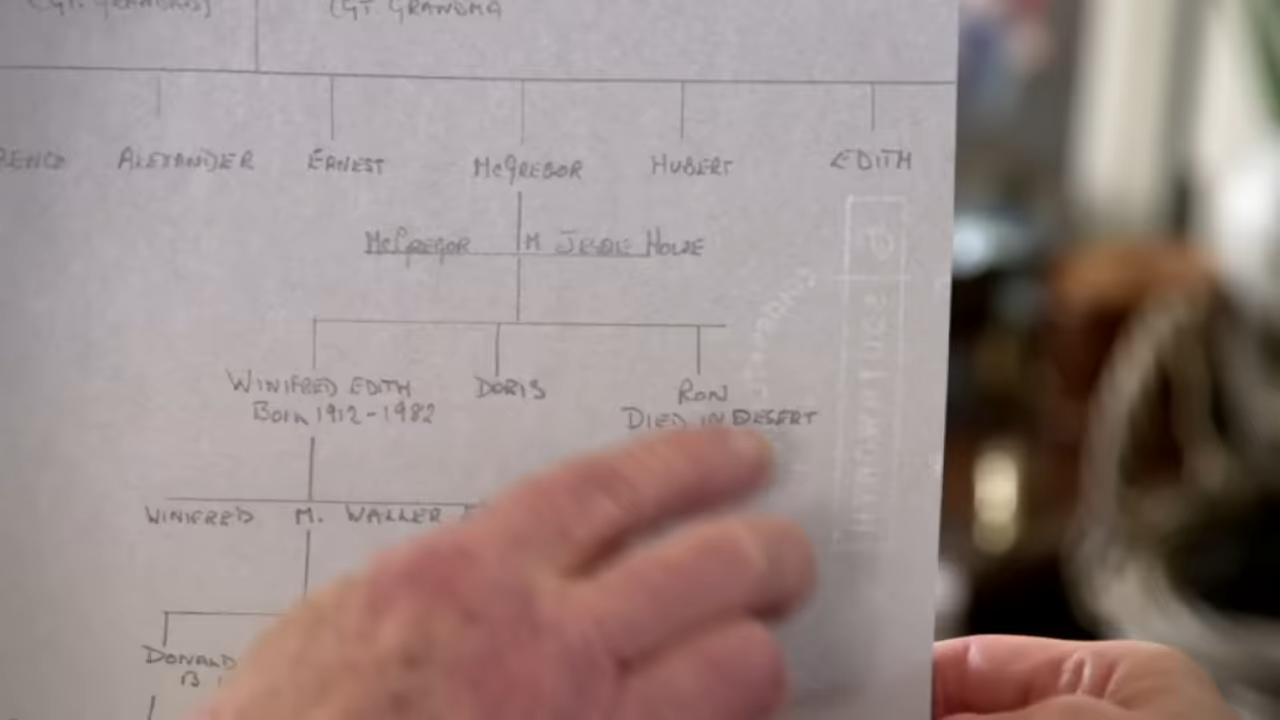 (GT. GRANDMA
ALEXANDER ERNEST McGREGOR HUBERT EDITH
McGREGOR M JESSIE
WINIFRED EDITH DORIS RON
BORN 1912-1982 DIED IN DESERT
WINIFRED M. WALLER
DONALD
B